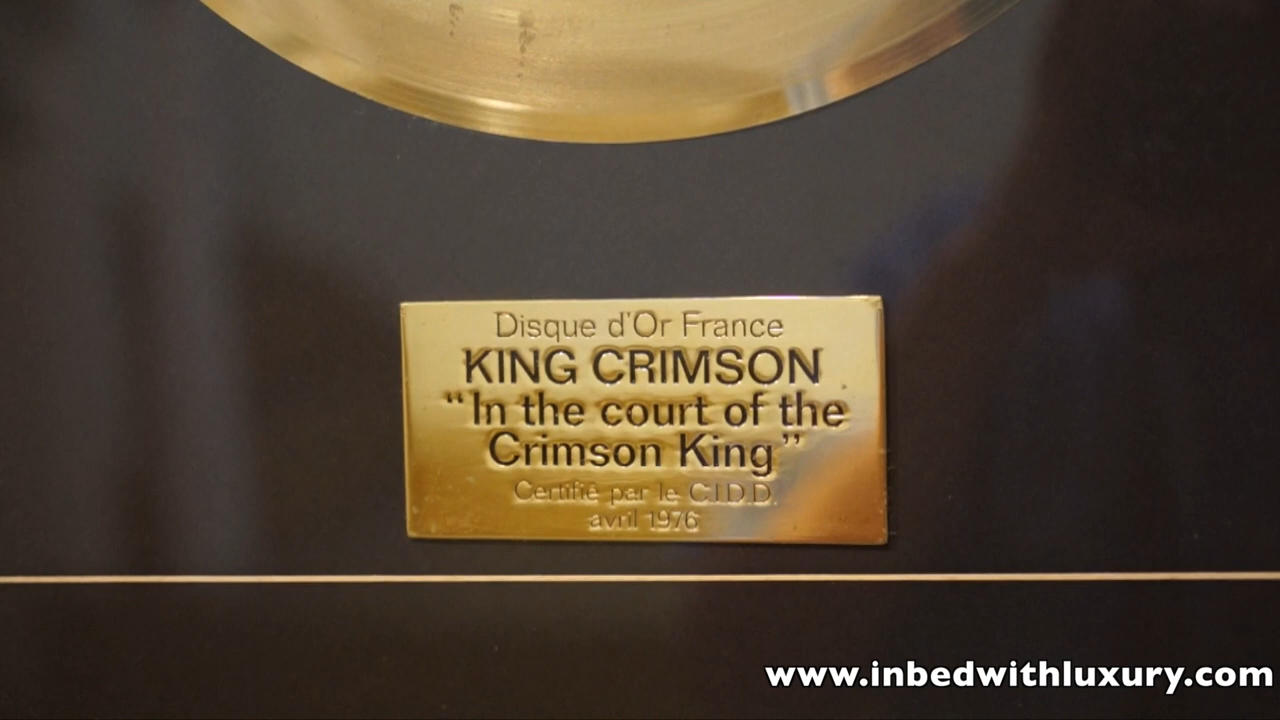 Disque d'Or France
KING CRIMSON
“In the court of the
Crimson King”
Certifié par le C.I.D.D.
avril 1976
www.inbedwithluxury.com